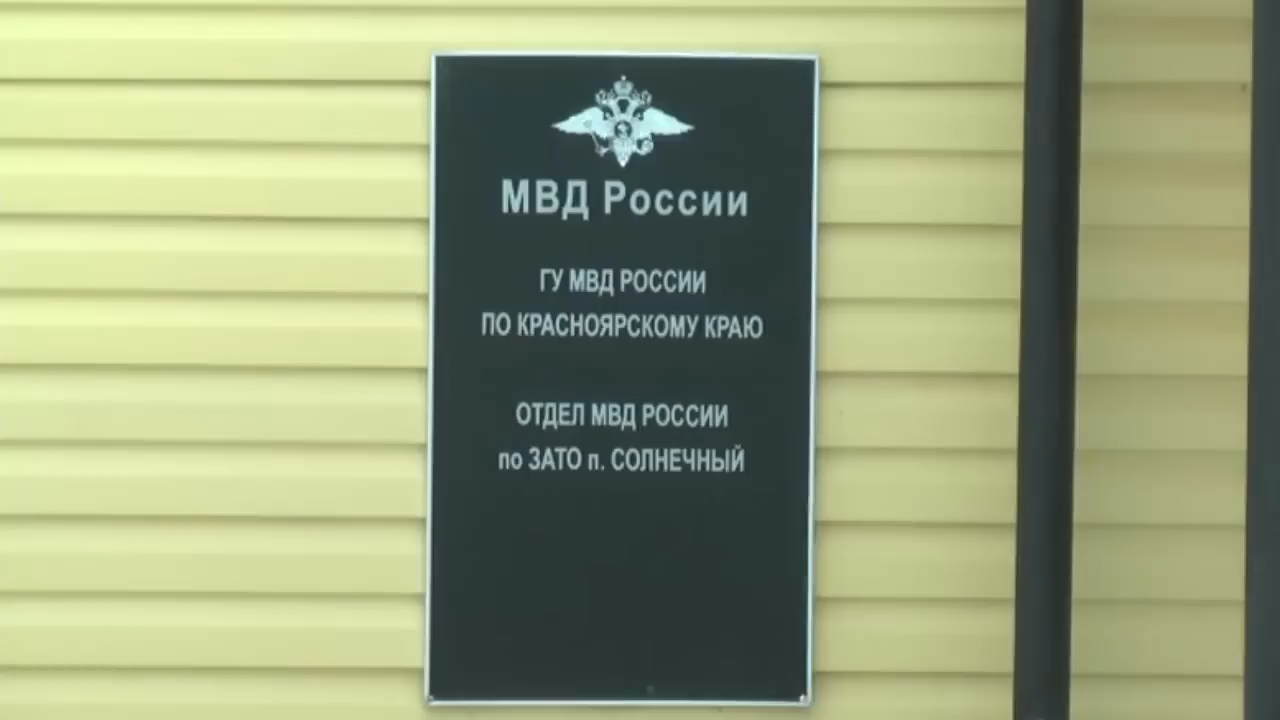 МВД России
ГУ МВД РОССИИ
ПО КРАСНОЯРСКОМУ КРАЮ
ОТДЕЛ МВД РОССИИ
по ЗАТО п. СОЛНЕЧНЫЙ